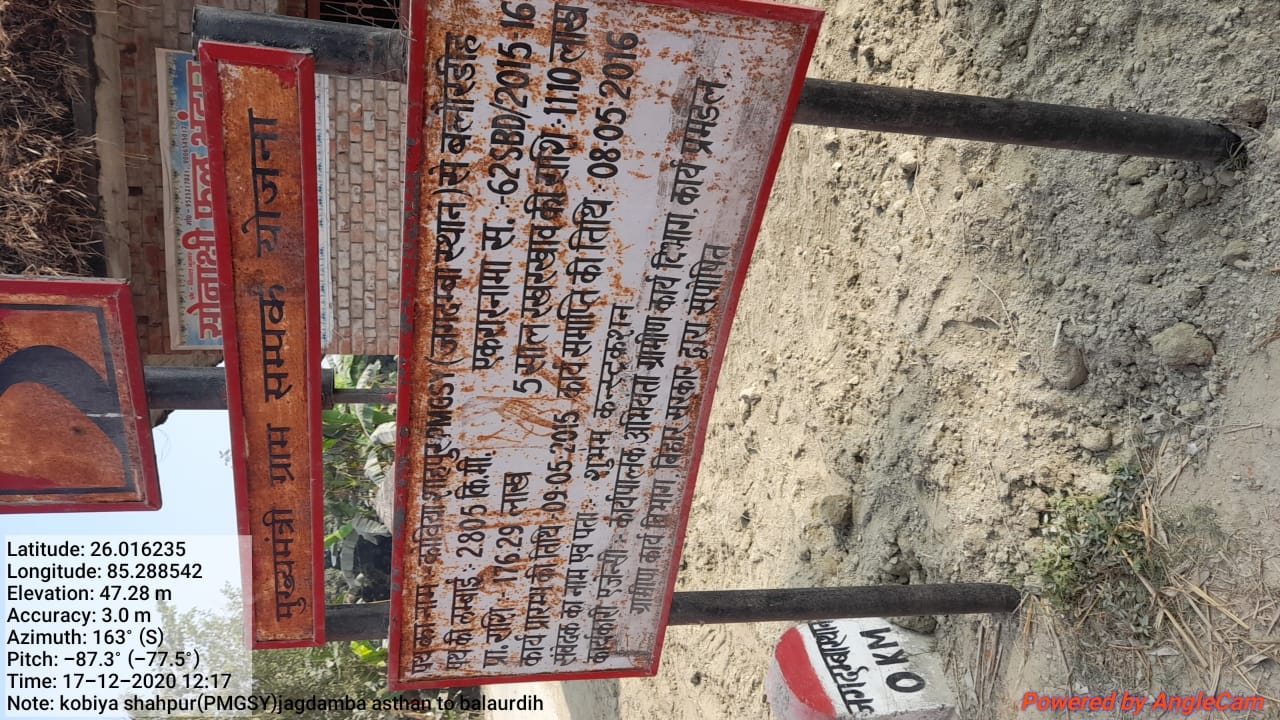 मुख्यमंत्री ग्राम सम्पर्क योजना
पथ का नाम - कोविया शाहपुर PMGSY (जगदम्बा स्थान) से बलौरडीह
पथ की लम्बाई : 2.805 कि.मी. एकरारनामा स. :-62SBD/2015-16
प्रा. राशि : 176.29 लाख 5 साल रखरखाव की राशि : 11.10 लाख
कार्य प्रारम्भ की तिथि 09-05-2015 कार्य समाप्ति की तिथि : 08-05-2016
संवेदक का नाम एवं पता :- शुभम कन्स्ट्रक्शन
कार्यकारी एजेन्सी :- कार्यपालक अभियंता ग्रामीण कार्य विभाग, कार्य प्रमंडल,
ग्रामीण कार्य विभाग, बिहार सरकार द्वारा संपोषित
सोनाक्षी फल भंडार
0 KM
Latitude: 26.016235
Longitude: 85.288542
Elevation: 47.28 m
Accuracy: 3.0 m
Azimuth: 163° (S)
Pitch: −87.3° (−77.5°)
Time: 17−12−2020 12:17
Note: kobiya shahpur(PMGSY)jagdamba asthan to balaurdih
Powered by AngleCam